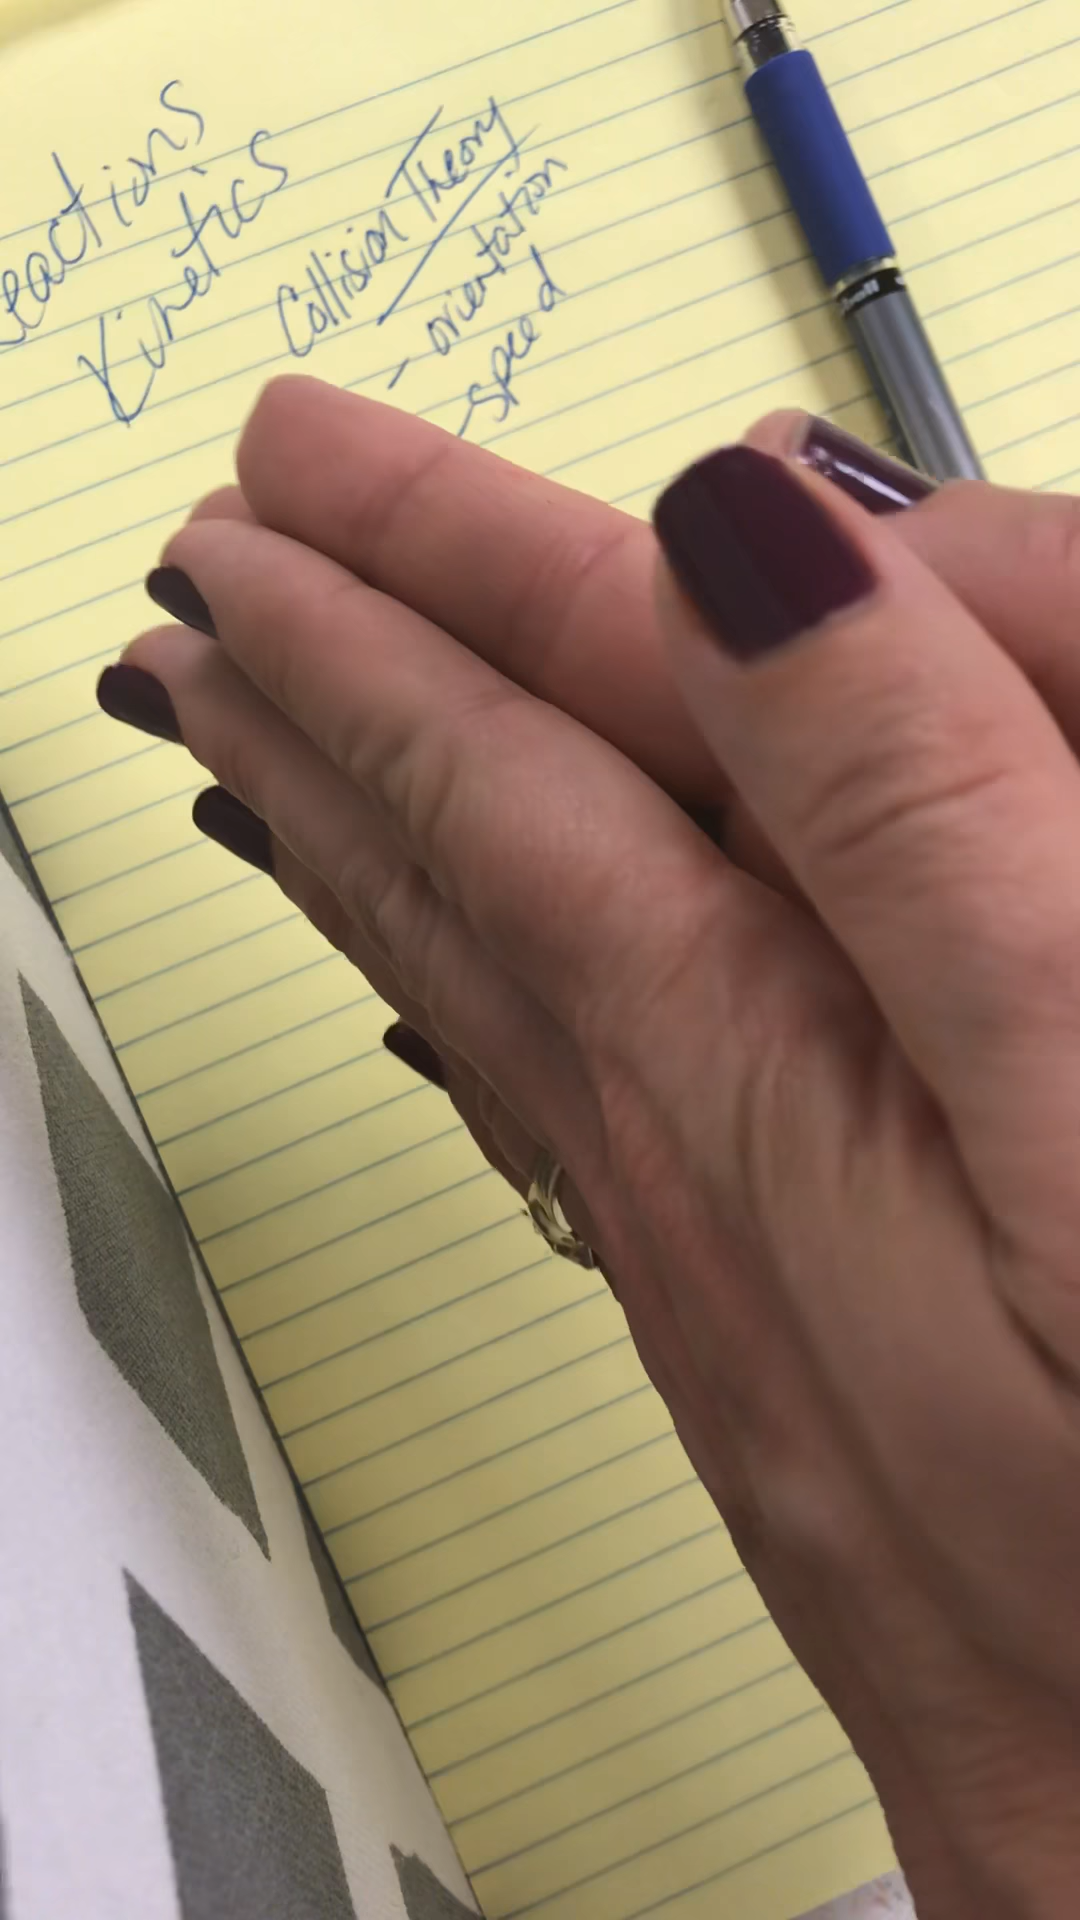 eactions
Kinetics
Collision Theory
- orientation
- speed